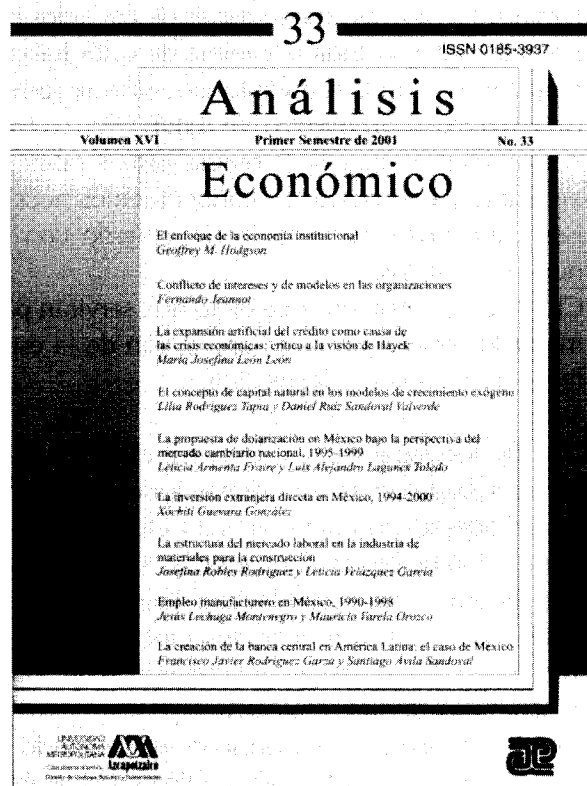 33
ISSN 0185-3937
Análisis
Volumen XVI Primer Semestre de 2001 No. 33
Económico
El enfoque de la economía institucional
Geoffrey M. Hodgson
Conflicto de intereses y de modelos en las organizaciones
Fernando Jeannot
La expansión artificial del crédito como causa de
las crisis económicas: crítica a la visión de Hayek
María Josefina León León
El concepto de capital natural en los modelos de crecimiento exógeno
Lilia Rodríguez Tapia y Daniel Ruiz Sandoval Valverde
La propuesta de dolarización en México bajo la perspectiva del
mercado cambiario nacional, 1995-1999
Leticia Armenta Fraire y Luis Alejandro Lagunes Toledo
La inversión extranjera directa en México, 1994-2000
Xóchitl Guevara González
La estructura del mercado laboral en la industria de
materiales para la construcción
Josefina Robles Rodríguez y Leticia Velázquez García
Empleo manufacturero en México, 1990-1998
Jesús Lechuga Montenegro y Mauricio Varela Orozco
La creación de la banca central en América Latina: el caso de México
Francisco Javier Rodríguez Garza y Santiago Ávila Sandoval
UNIVERSIDAD
AUTONOMA
METROPOLITANA
Azcapotzalco
ae